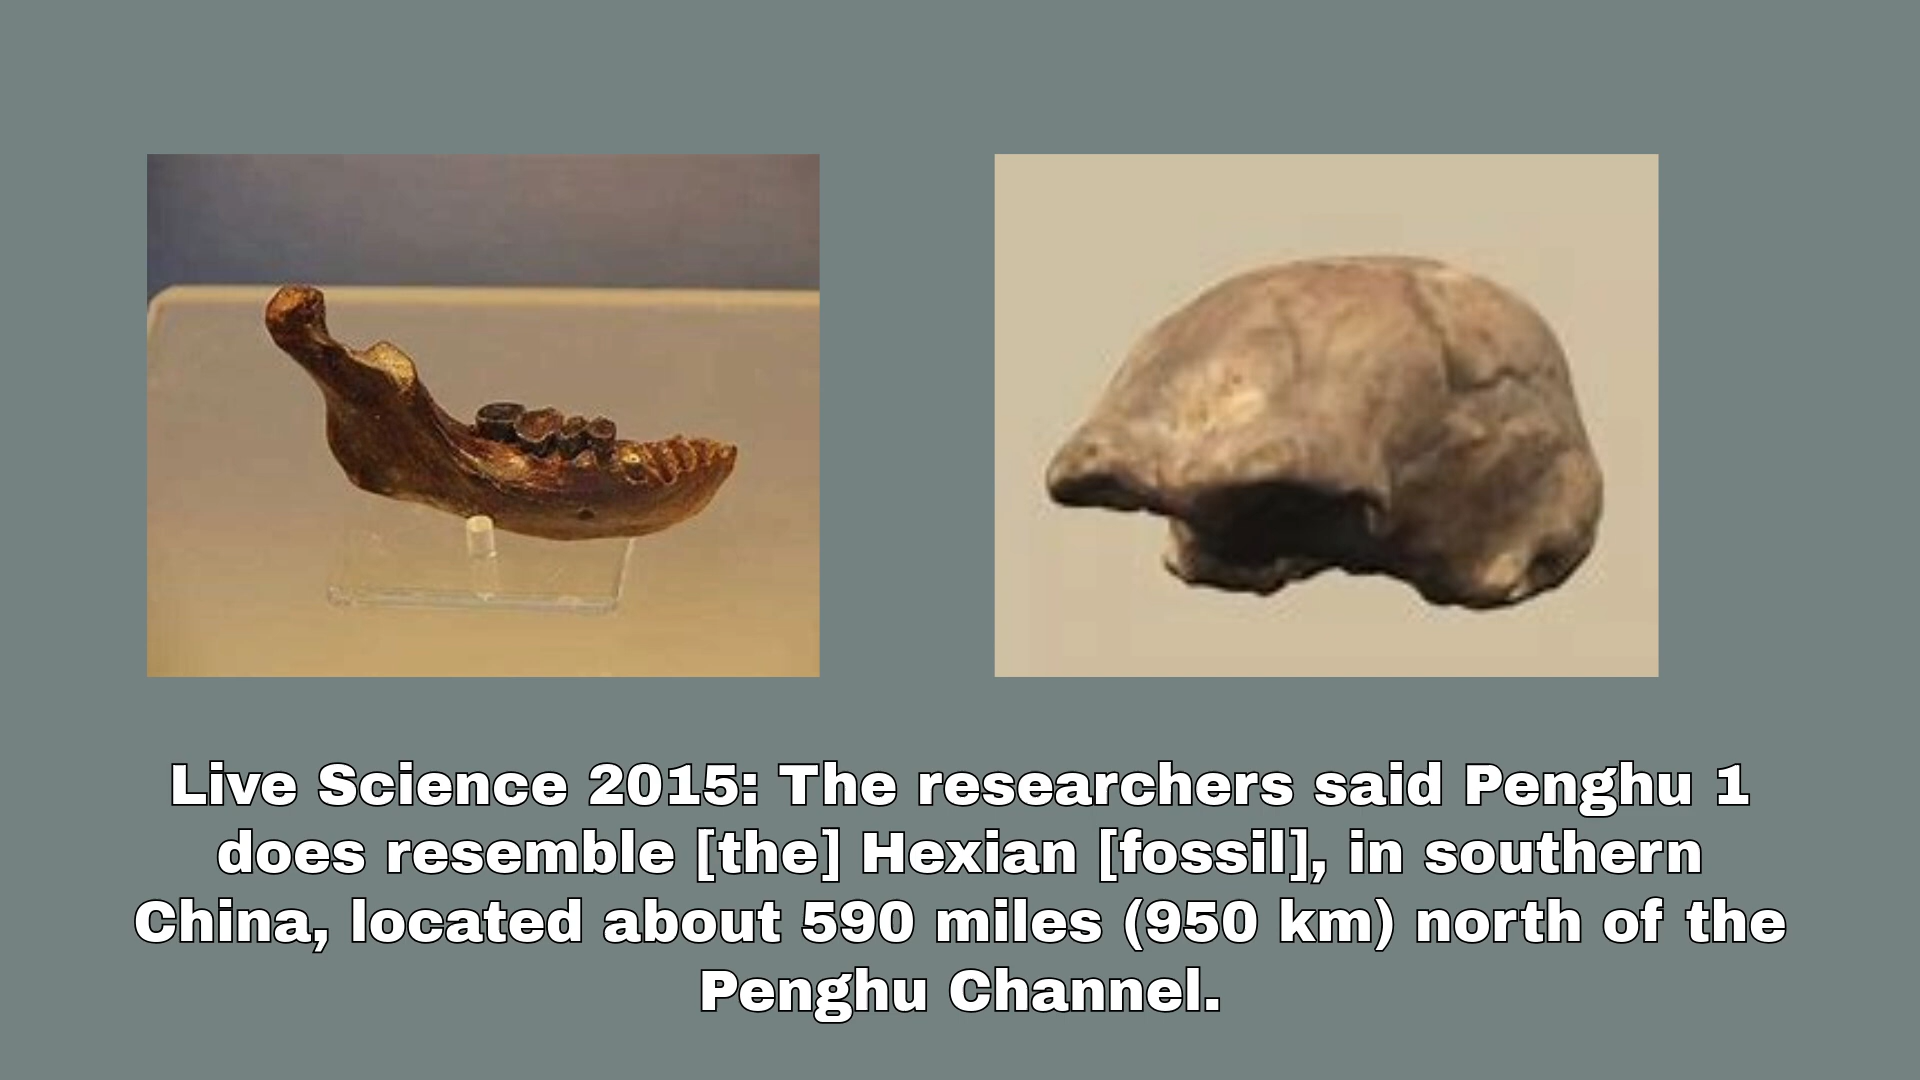 Live Science 2015: The researchers said Penghu 1
does resemble [the] Hexian [fossil], in southern
China, located about 590 miles (950 km) north of the
Penghu Channel.